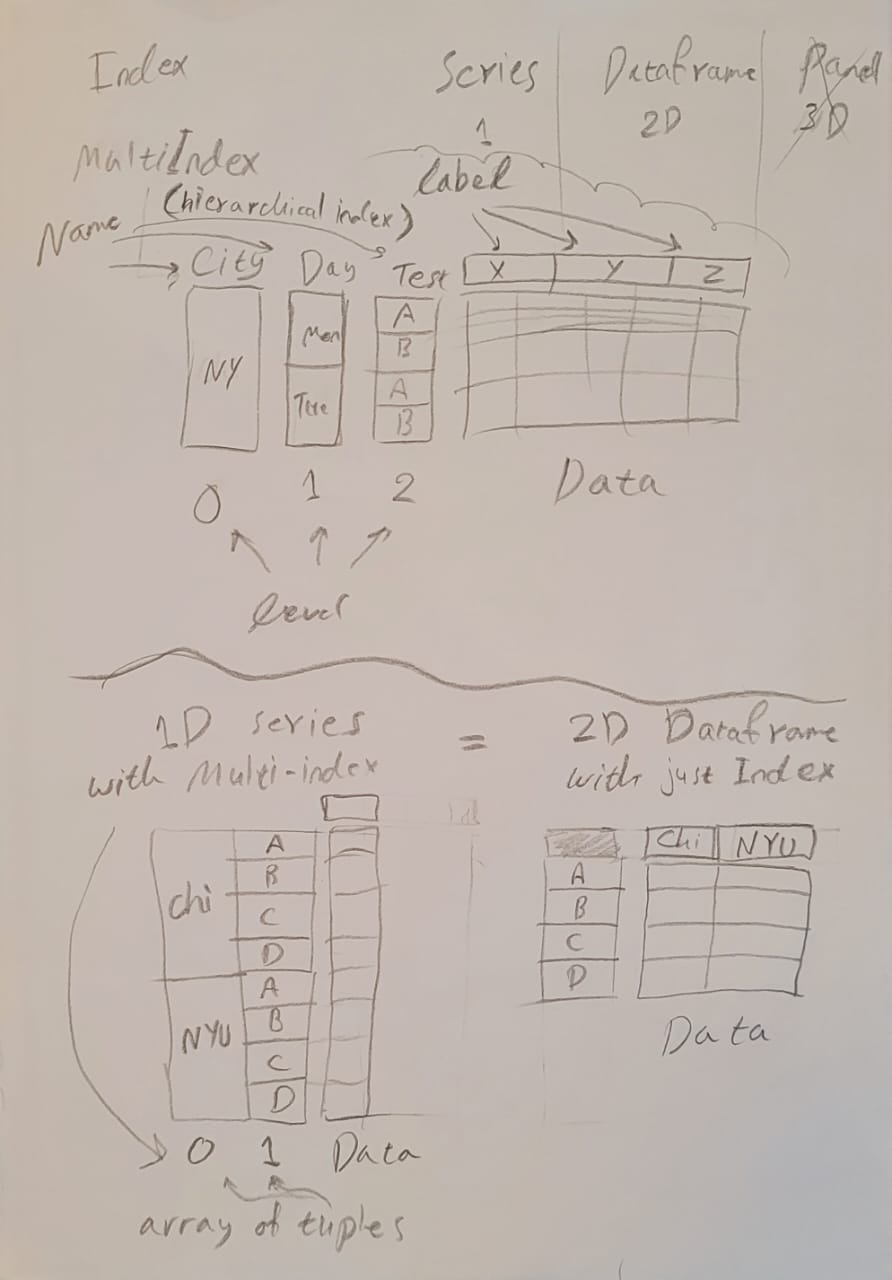 Index Series Dataframe Panel
1 2D 3D
MultiIndex
(hierarchical index) label
Name
City Day Test X Y Z
NY Mon A
B
Tue A
B
0 1 2 Data
level
1D series = 2D Dataframe
with Multi-index with just Index
Chi A
B
C
D
NYU A
B
C
D
Chi NYU
A
B
C
D
Data
0 1 Data
array of tuples